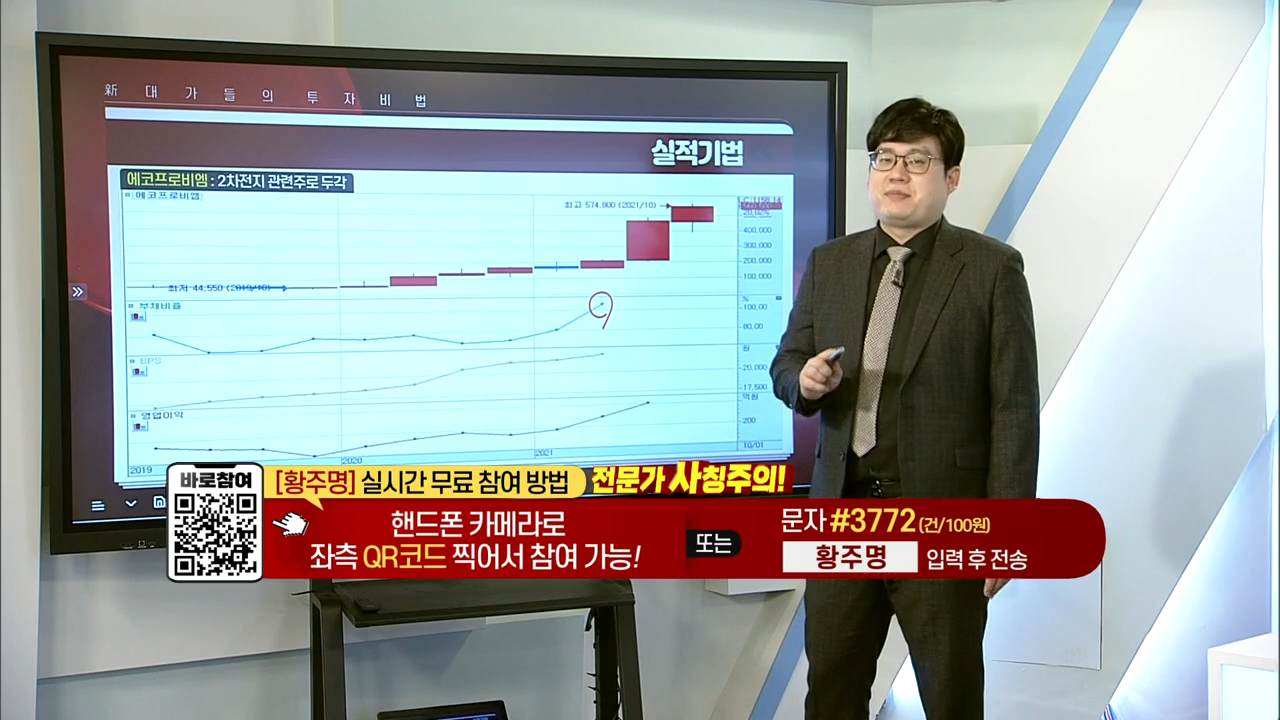 新 대 가 들 의 투 자 비 법
실적기법
에코프로비엠 : 2차전지 관련주로 두각
에코프로비엠
최고 574,800 (2021/10)
400,000
300,000
200,000
100,000
최저 44,550 (2019/10)
부채비율
%
100,00
80,00
BPS
원
20,000
17,500
영업이익
억원
200
2019
2020
2021
10/01
바로참여
[황주명] 실시간 무료 참여 방법
전문가 사칭주의!
핸드폰 카메라로
좌측 QR코드 찍어서 참여 가능!
또는
문자 #3772 (건/100원)
황주명 입력 후 전송